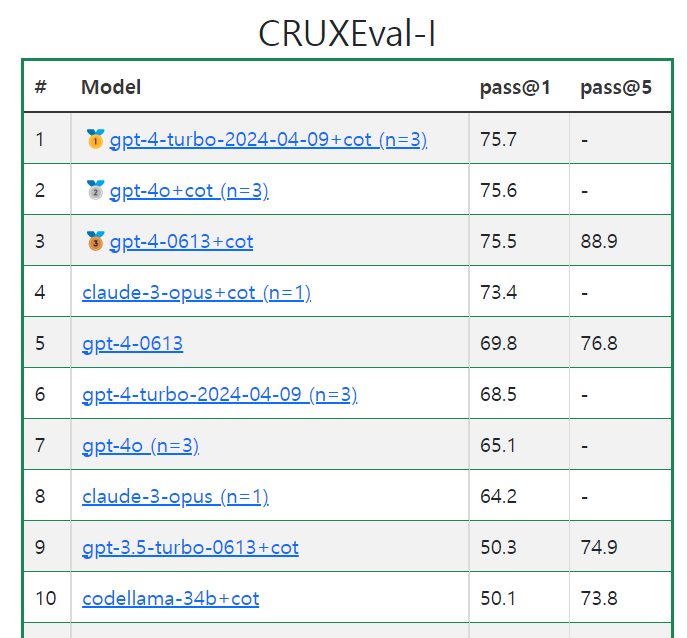 CRUXEval-I
# Model pass@1 pass@5
1 🥇gpt-4-turbo-2024-04-09+cot (n=3) 75.7 -
2 🥈gpt-4o+cot (n=3) 75.6 -
3 🥉gpt-4-0613+cot 75.5 88.9
4 claude-3-opus+cot (n=1) 73.4 -
5 gpt-4-0613 69.8 76.8
6 gpt-4-turbo-2024-04-09 (n=3) 68.5 -
7 gpt-4o (n=3) 65.1 -
8 claude-3-opus (n=1) 64.2 -
9 gpt-3.5-turbo-0613+cot 50.3 74.9
10 codellama-34b+cot 50.1 73.8